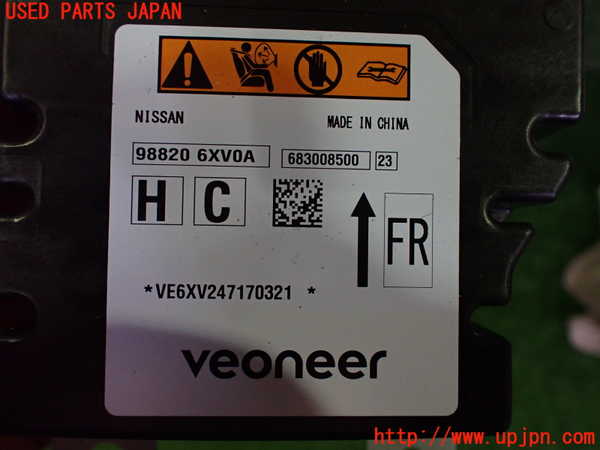 USED PARTS JAPAN
NISSAN
MADE IN CHINA
98820 6XV0A 683008500 23
H C
FR
*VE6XV247170321 *
veoneer
http://www.upjpn.com